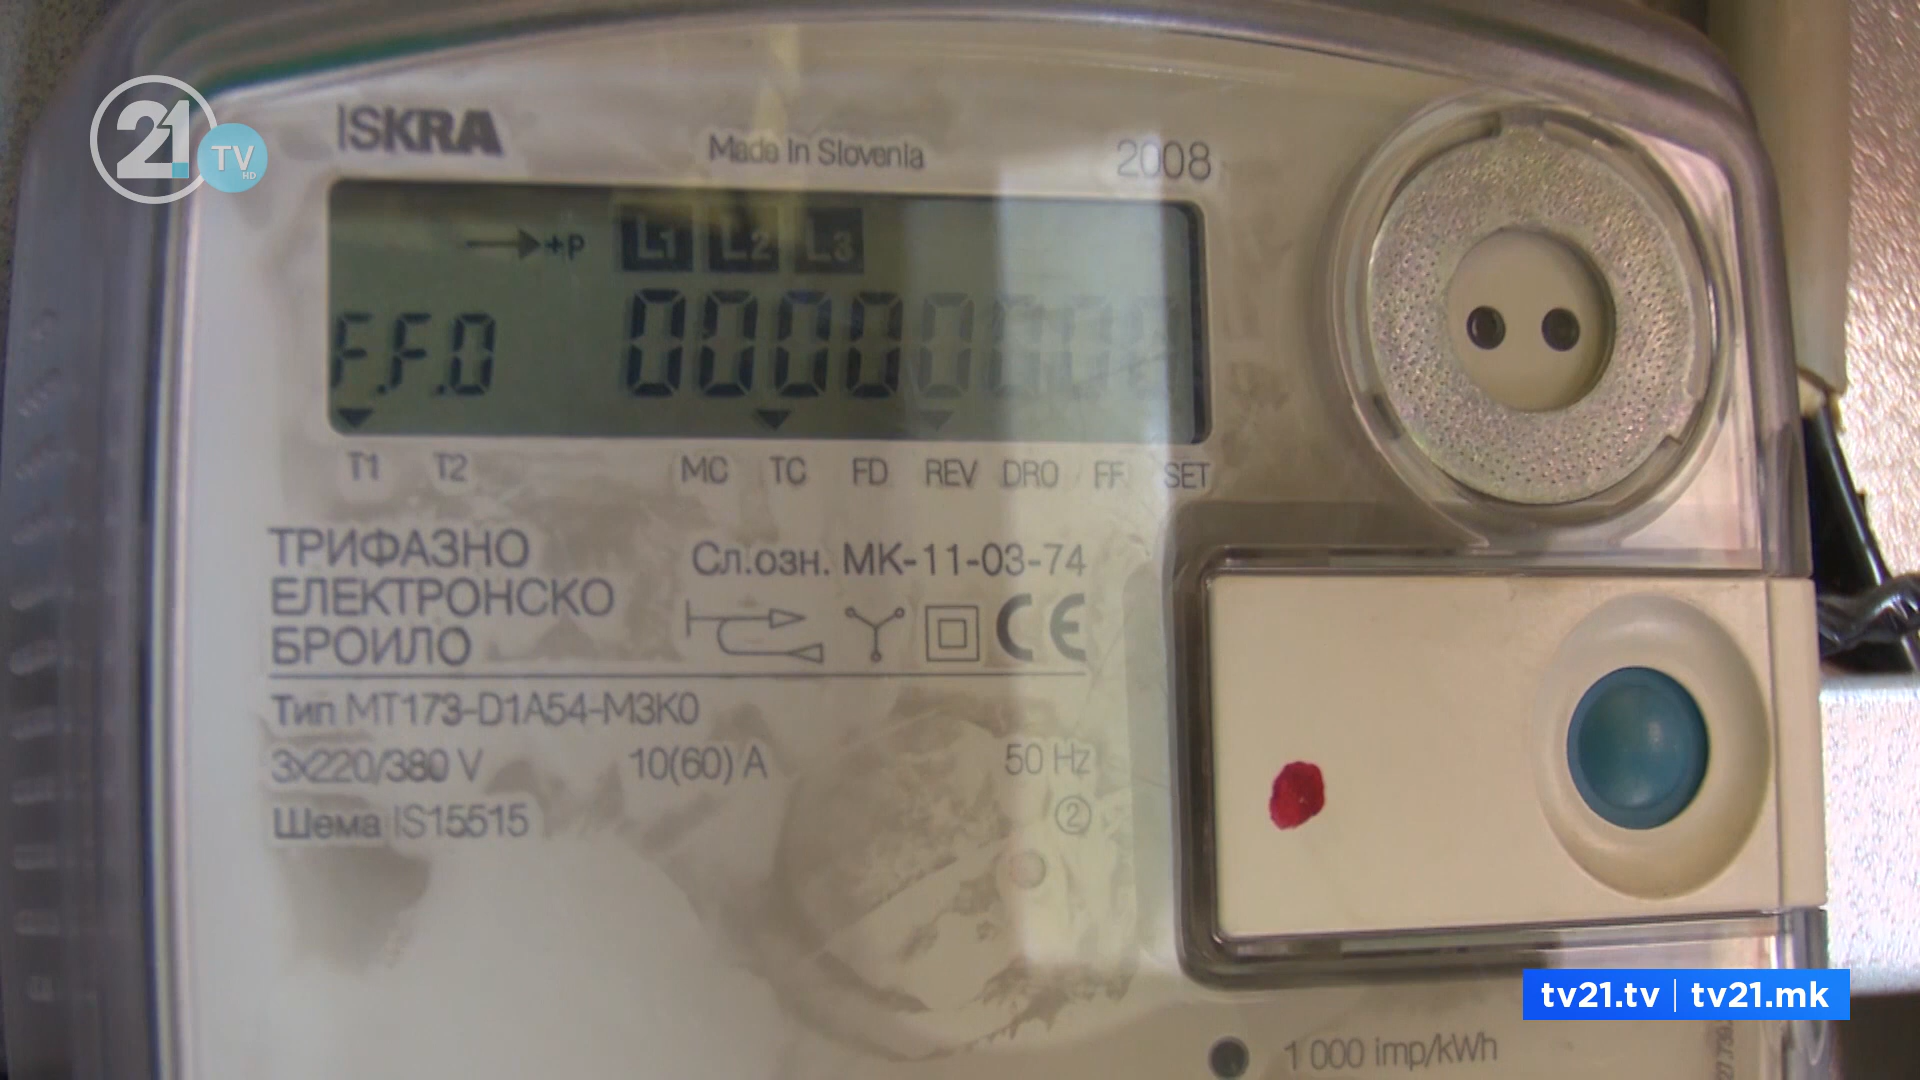 21 TV HD
ISKRA
Made In Slovenia
2008
+P L1 L2 L3
F.F.0 00000000
T1 T2 MC TC FD REV DRO FF SET
ТРИФАЗНО
ЕЛЕКТРОНСКО
БРОИЛО
Сл.озн. МК-11-03-74
CE
Тип MT173-D1A54-M3K0
3x220/380 V 10(60) A 50 Hz
Шема IS15515 2
tv21.tv | tv21.mk
1 000 imp/kWh